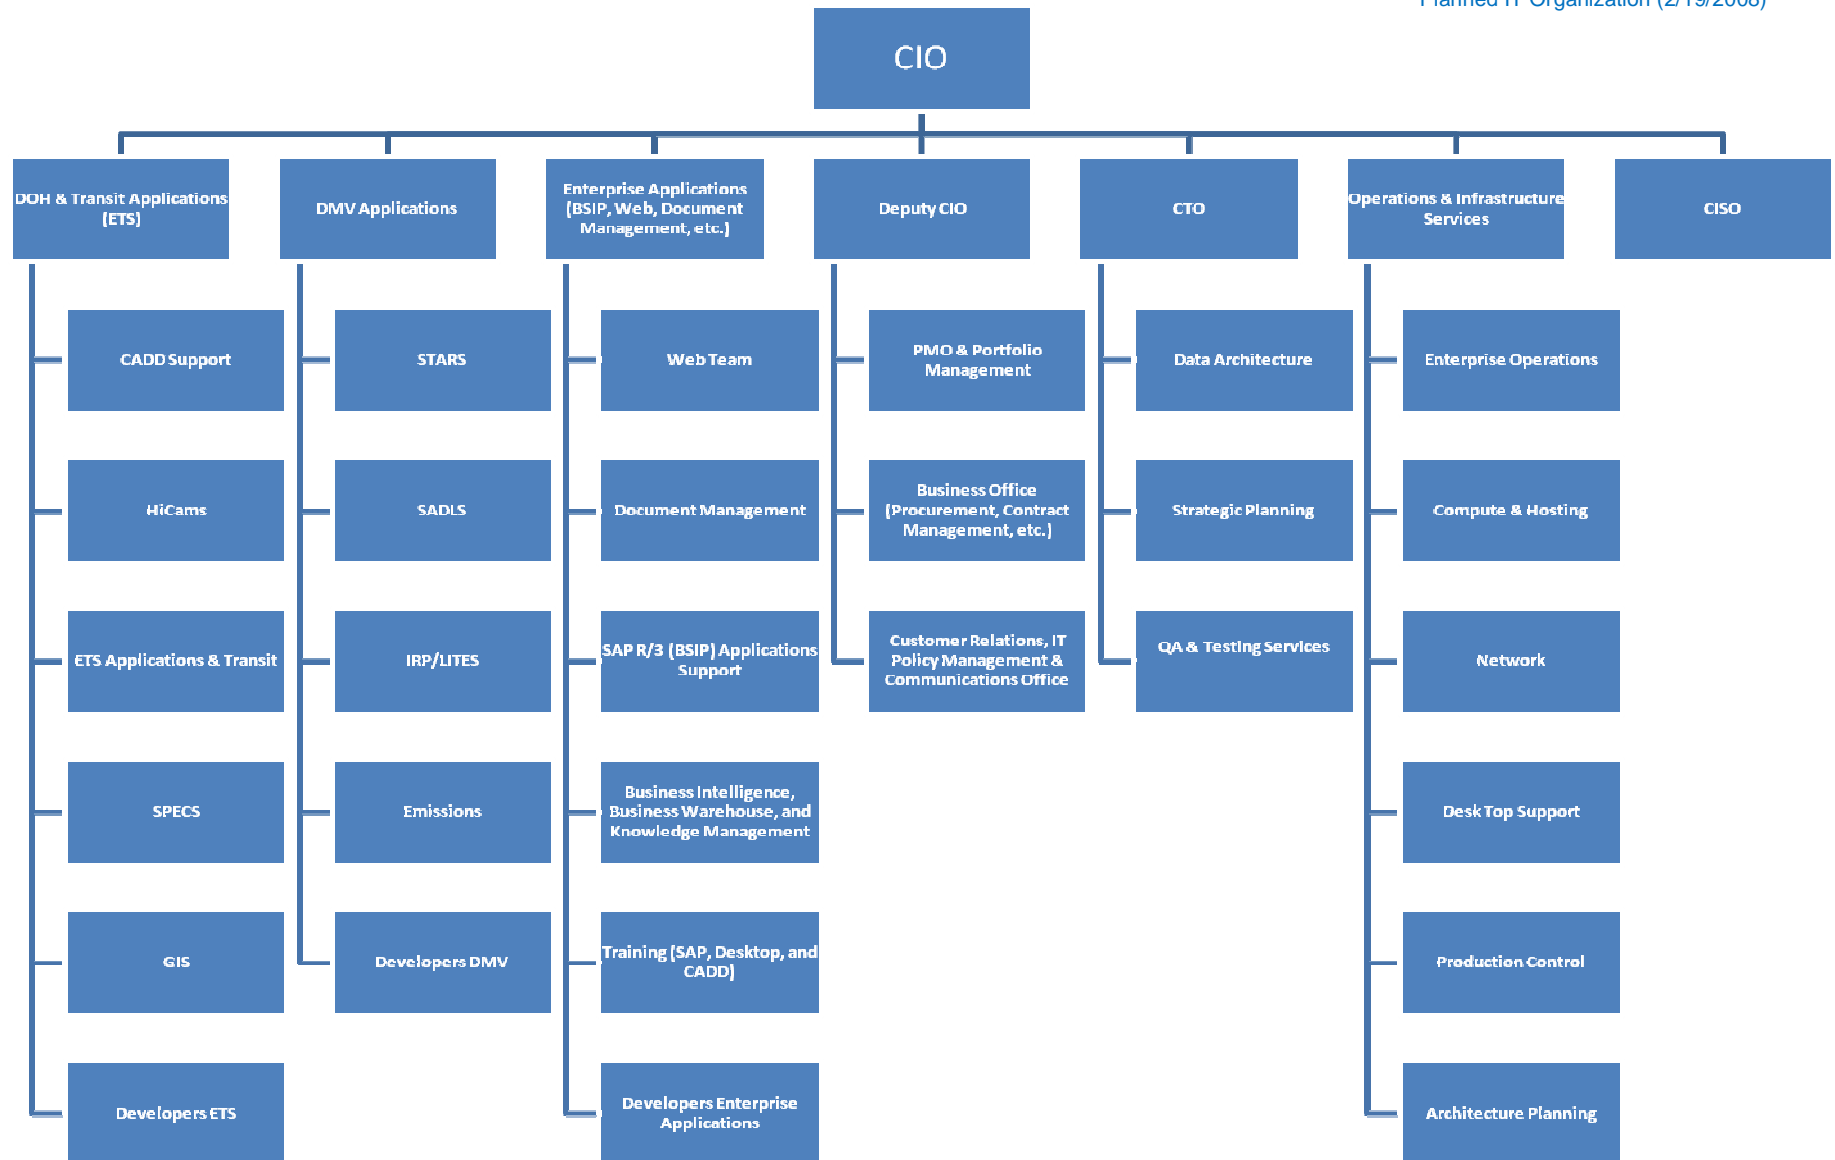 Planned IT Organization (2/19/2008)
CIO
DOH & Transit Applications
(ETS)
DMV Applications
Enterprise Applications
(BSIP, Web, Document
Management, etc.)
Deputy CIO
CTO
Operations & Infrastructure
Services
CISO
CADD Support
STARS
Web Team
PMO & Portfolio
Management
Data Architecture
Enterprise Operations
HiCams
SADLS
Document Management
Business Office
(Procurement, Contract
Management, etc.)
Strategic Planning
Compute & Hosting
ETS Applications & Transit
IRP/LITES
SAP R/3 (BSIP) Applications
Support
Customer Relations, IT
Policy Management &
Communications Office
QA & Testing Services
Network
SPECS
Emissions
Business Intelligence,
Business Warehouse, and
Knowledge Management
Desk Top Support
GIS
Developers DMV
Training (SAP, Desktop, and
CADD)
Production Control
Developers ETS
Developers Enterprise
Applications
Architecture Planning